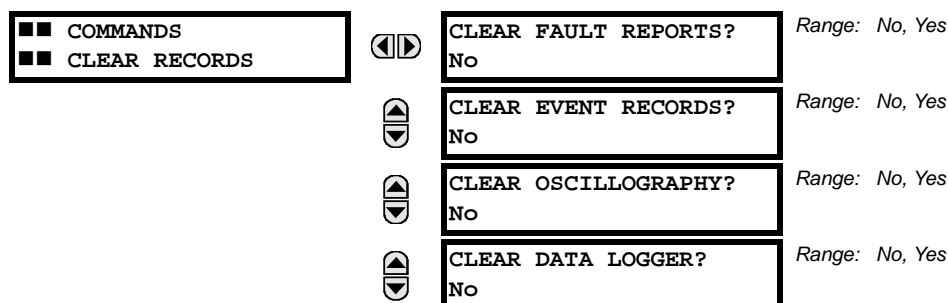 ■■ COMMANDS
■■ CLEAR RECORDS
CLEAR FAULT REPORTS?
No
Range: No, Yes
CLEAR EVENT RECORDS?
No
Range: No, Yes
CLEAR OSCILLOGRAPHY?
No
Range: No, Yes
CLEAR DATA LOGGER?
No
Range: No, Yes